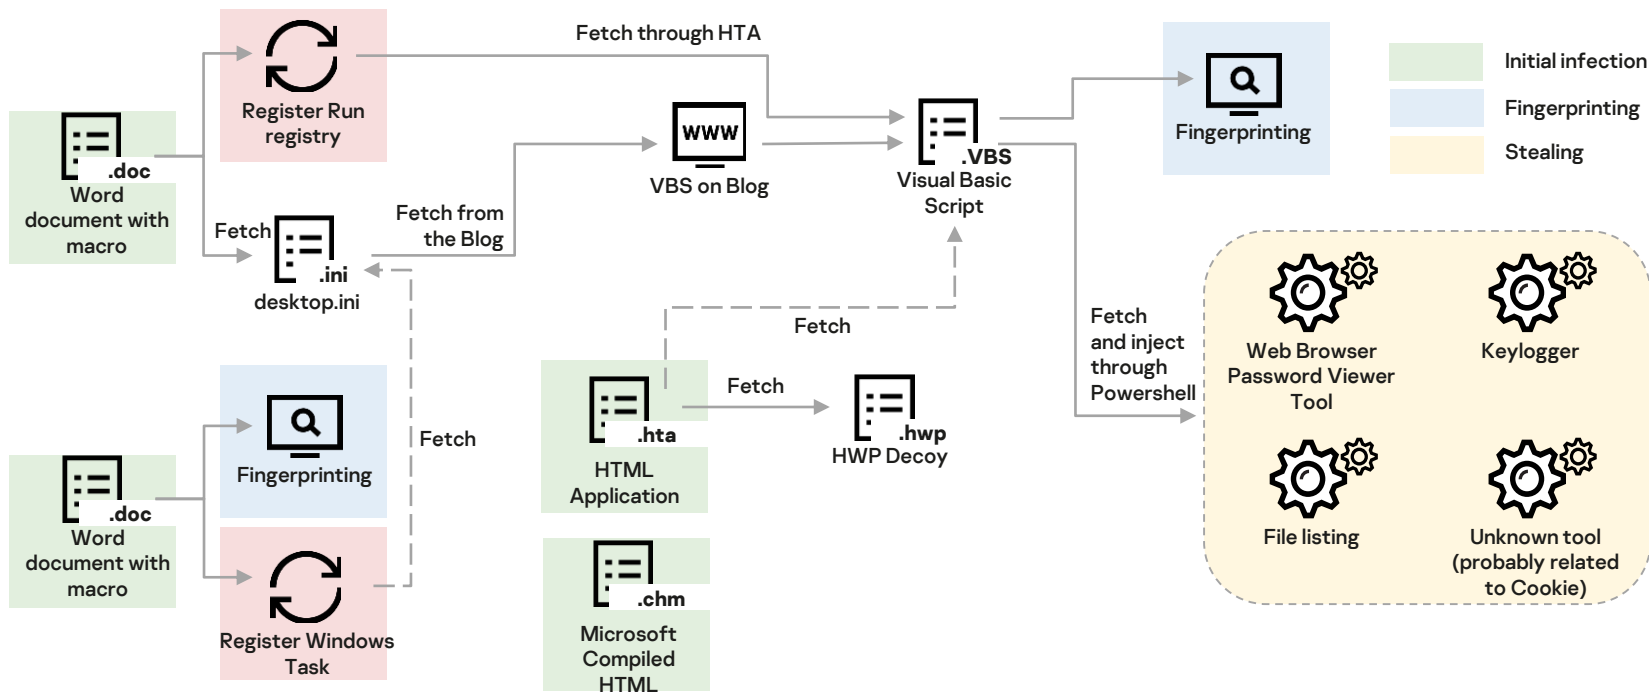 Register Run
registry
Fetch through HTA
.doc
Word
document with
macro
Fetch
.ini
desktop.ini
Fetch from
the Blog
www
VBS on Blog
.VBS
Visual Basic
Script
Fingerprinting
Initial infection
Fingerprinting
Stealing
Fetch
and inject
through
Powershell
Web Browser
Password Viewer
Tool
Keylogger
File listing
Unknown tool
(probably related
to Cookie)
Fetch
Fetch
.hta
HTML
Application
.hwp
HWP Decoy
.chm
Microsoft
Compiled
HTML
Fingerprinting
Fetch
.doc
Word
document with
macro
Register Windows
Task